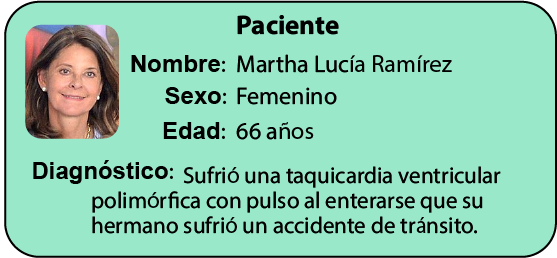 Paciente
Nombre: Martha Lucía Ramírez
Sexo: Femenino
Edad: 66 años
Diagnóstico: Sufrió una taquicardia ventricular
polimórfica con pulso al enterarse que su
hermano sufrió un accidente de tránsito.